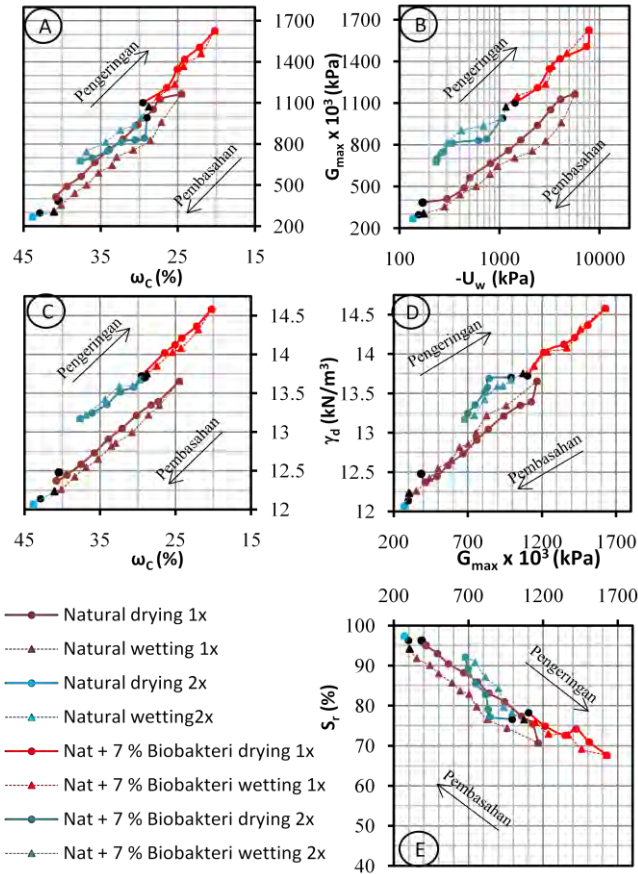 A
Pengeringan
Pembasahan
45
35
25
15
ωC (%)
1700
1400
1100
800
500
200
Gmax x 10³ (kPa)
B
Pengeringan
Pembasahan
100
1000
10000
-Uw (kPa)
1700
1400
1100
800
500
200
C
Pengeringan
Pembasahan
45
35
25
15
ωC (%)
14.5
14
13.5
13
12.5
12
γd (kN/m³)
D
Pengeringan
Pembasahan
200
700
1200
1700
Gmax x 10³ (kPa)
14.5
14
13.5
13
12.5
12
Natural drying 1x
Natural wetting 1x
Natural drying 2x
Natural wetting2x
Nat + 7 % Biobakteri drying 1x
Nat + 7 % Biobakteri wetting 1x
Nat + 7 % Biobakteri drying 2x
Nat + 7 % Biobakteri wetting 2x
200
700
1200
1700
100
90
80
70
60
50
40
Sr (%)
Pengeringan
Pembasahan
E